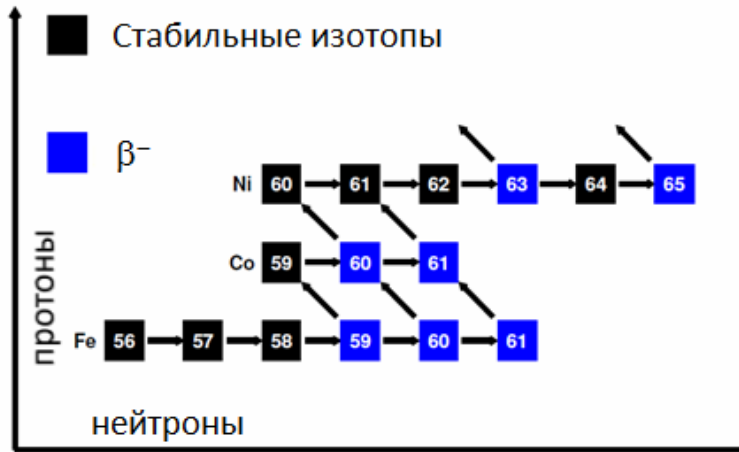 Стабильные изотопы
β⁻
Ni 60 61 62 63 64 65
Co 59 60 61
Fe 56 57 58 59 60 61
протоны
нейтроны